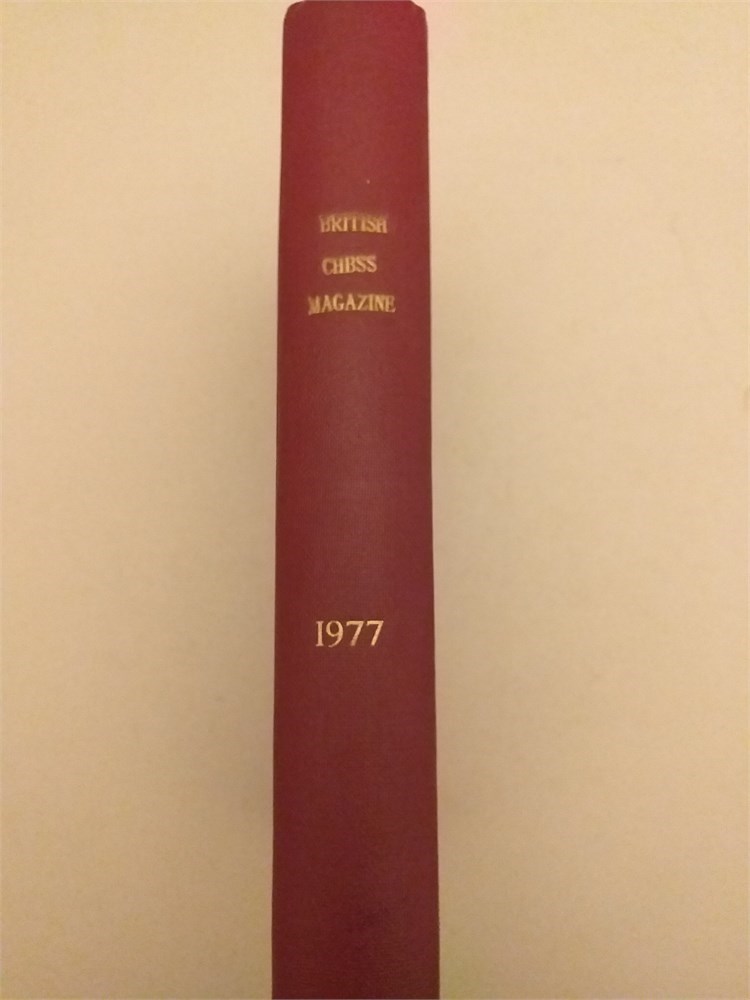 BRITISH
CHESS
MAGAZINE
1977